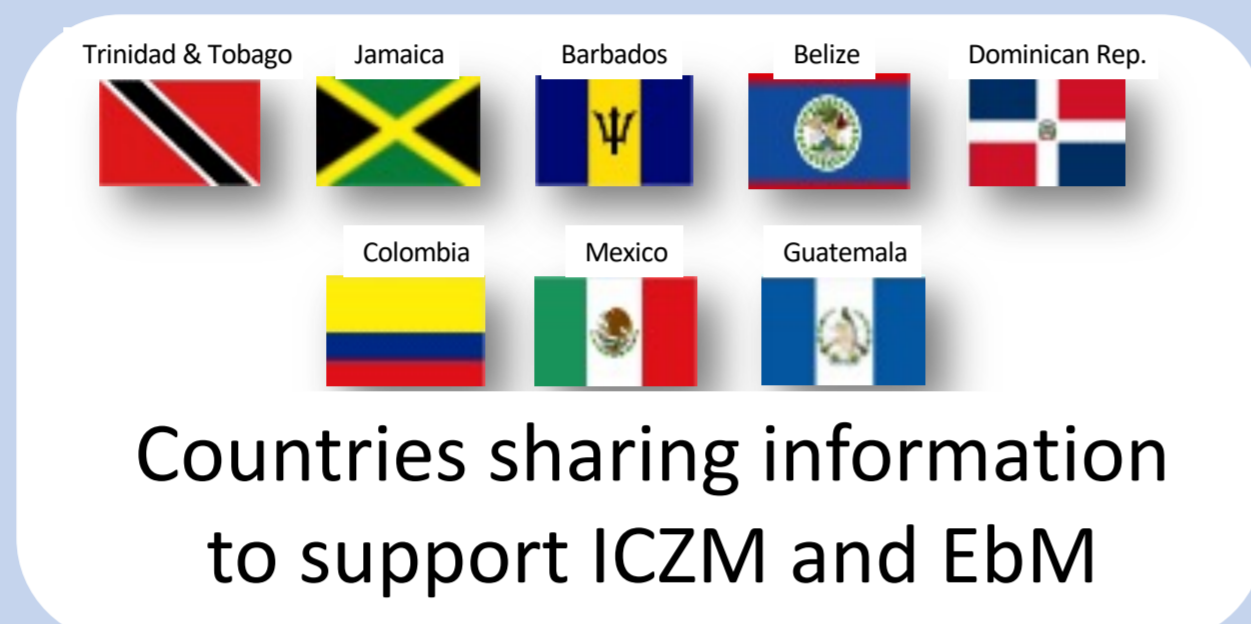 Trinidad & Tobago Jamaica Barbados Belize Dominican Rep.
Colombia Mexico Guatemala
Countries sharing information
to support ICZM and EbM